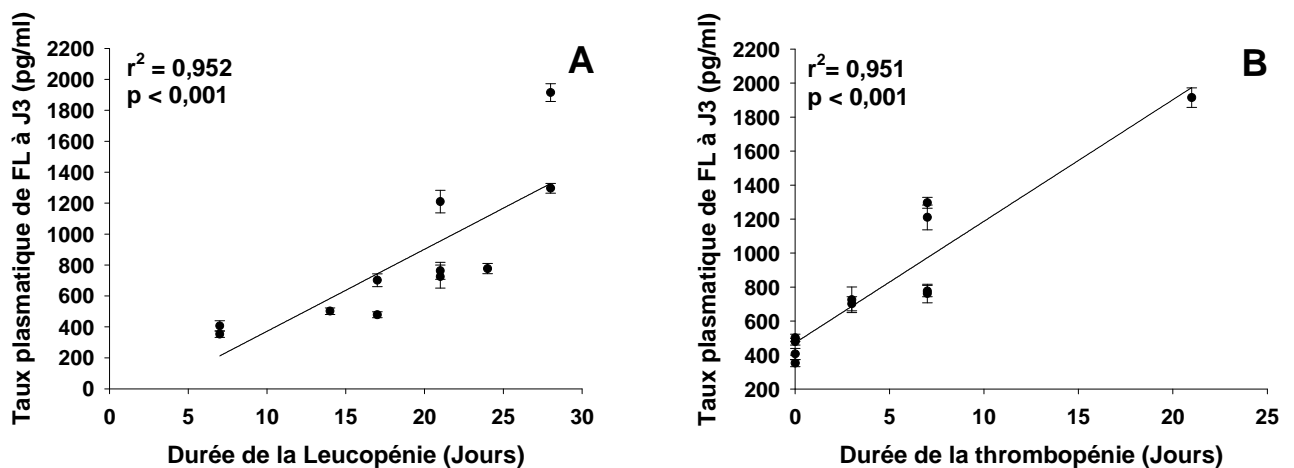 Taux plasmatique de FL à J3 (pg/ml)
2200
2000
1800
1600
1400
1200
1000
800
600
400
200
0
r² = 0,952
p < 0,001
A
0 5 10 15 20 25 30
Durée de la Leucopénie (Jours)
Taux plasmatique de FL à J3 (pg/ml)
2200
2000
1800
1600
1400
1200
1000
800
600
400
200
r²= 0,951
p < 0,001
B
0 5 10 15 20 25
Durée de la thrombopénie (Jours)